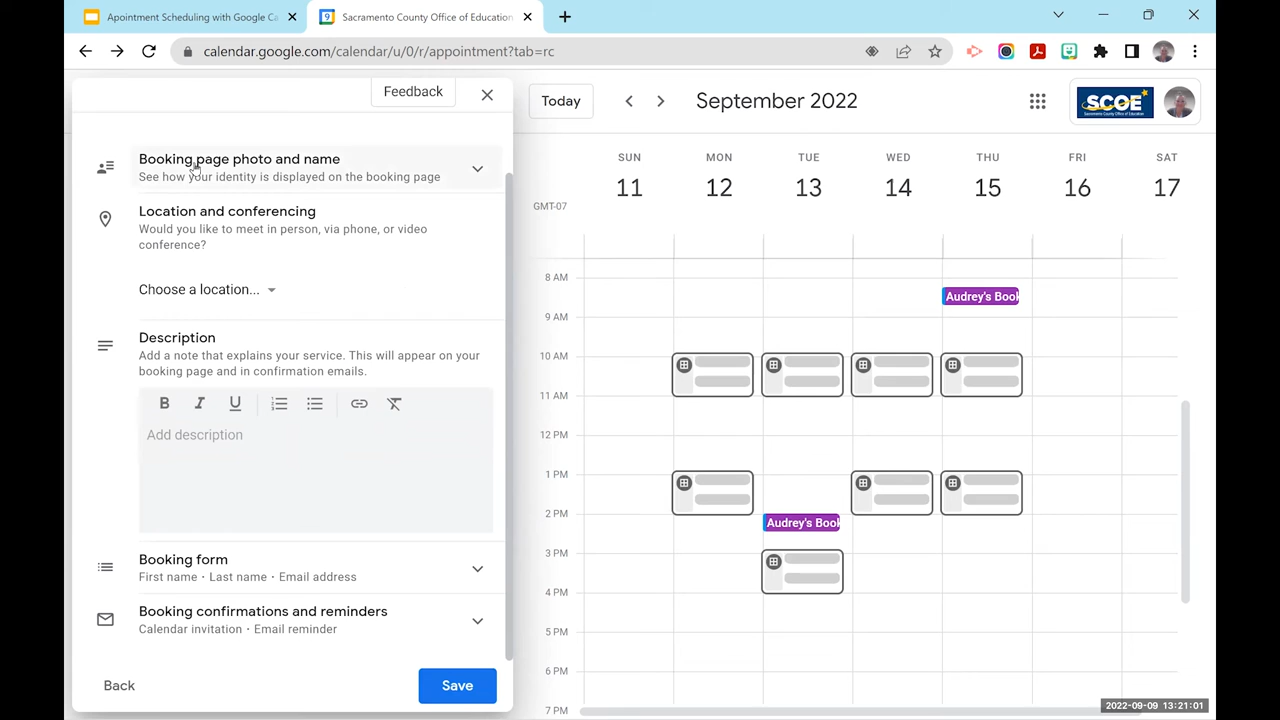 Apointment Scheduling with Google Ca
Sacramento County Office of Education
calendar.google.com/calendar/u/0/r/appointment?tab=rc
Feedback
Booking page photo and name
See how your identity is displayed on the booking page
Location and conferencing
Would you like to meet in person, via phone, or video
conference?
Choose a location...
Description
Add a note that explains your service. This will appear on your
booking page and in confirmation emails.
B I U
Add description
Booking form
First name · Last name · Email address
Booking confirmations and reminders
Calendar invitation · Email reminder
Back
Save
Today
September 2022
SCOE
Sacramento County Office of Education
SUN MON TUE WED THU FRI SAT
11 12 13 14 15 16 17
GMT-07
8 AM
Audrey's Book
9 AM
10 AM
11 AM
12 PM
1 PM
2 PM
Audrey's Book
3 PM
4 PM
5 PM
6 PM
7 PM
2022-09-09 13:21:01